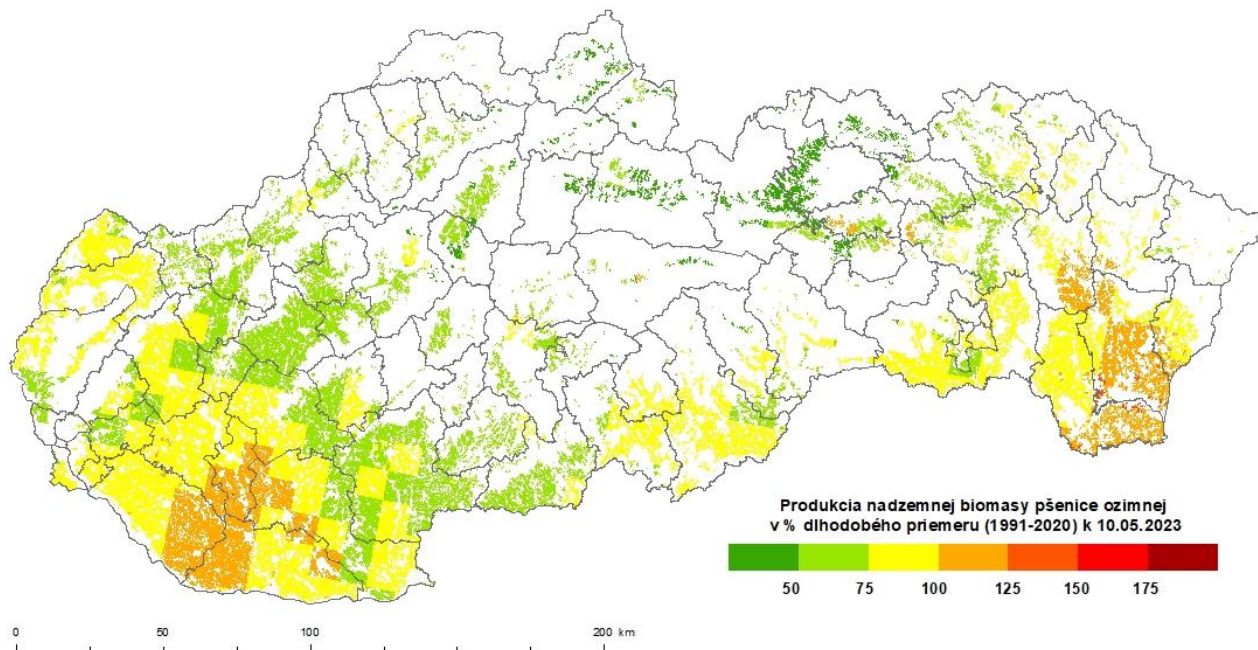 Produkcia nadzemnej biomasy pšenice ozimnej
v % dlhodobého priemeru (1991-2020) k 10.05.2023
50 75 100 125 150 175
0 50 100 200 km